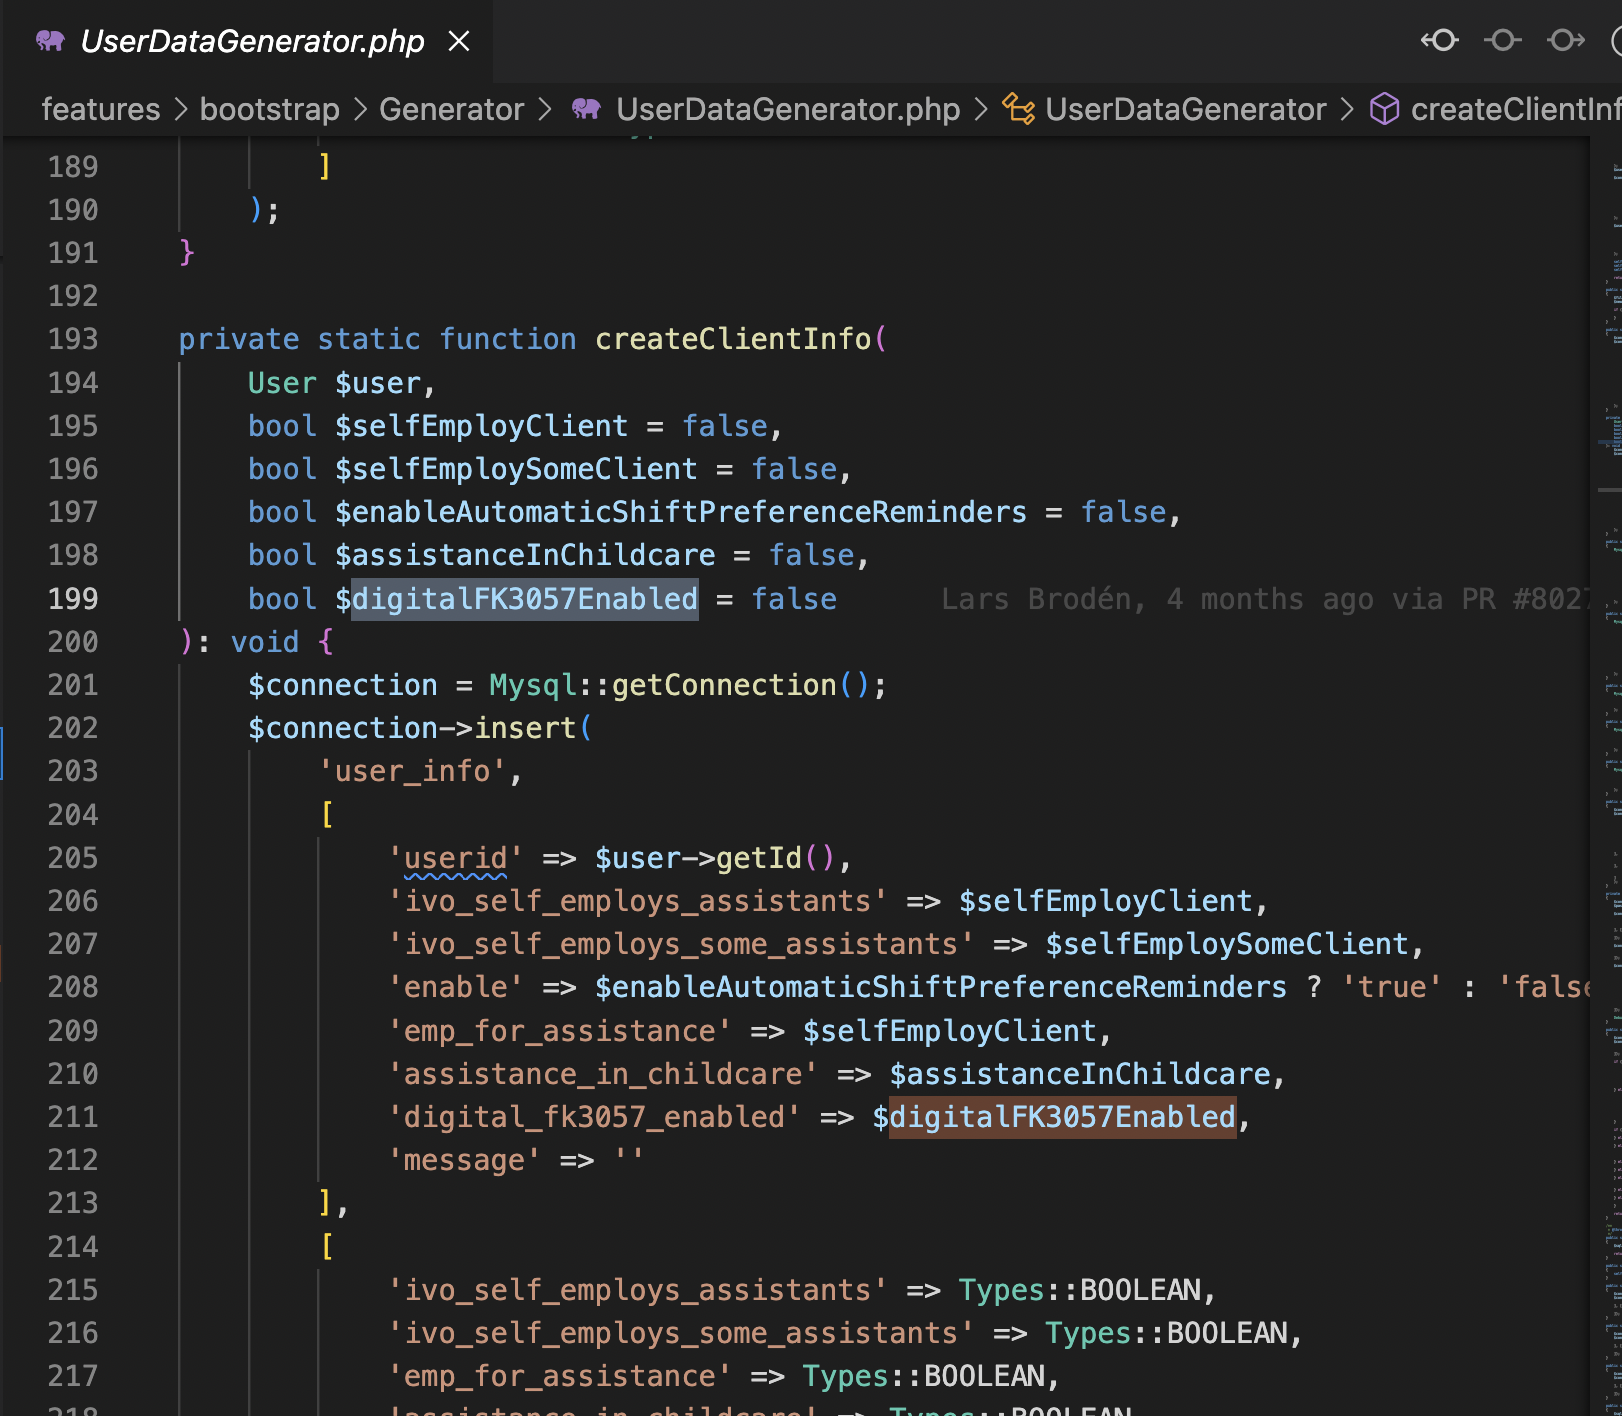 UserDataGenerator.php
features > bootstrap > Generator > UserDataGenerator.php > UserDataGenerator > createClientInf
189 ]
190 );
191 }
192
193 private static function createClientInfo(
194 User $user,
195 bool $selfEmployClient = false,
196 bool $selfEmploySomeClient = false,
197 bool $enableAutomaticShiftPreferenceReminders = false,
198 bool $assistanceInChildcare = false,
199 bool $digitalFK3057Enabled = false Lars Brodén, 4 months ago via PR #8027
200 ): void {
201 $connection = Mysql::getConnection();
202 $connection->insert(
203 'user_info',
204 [
205 'userid' => $user->getId(),
206 'ivo_self_employs_assistants' => $selfEmployClient,
207 'ivo_self_employs_some_assistants' => $selfEmploySomeClient,
208 'enable' => $enableAutomaticShiftPreferenceReminders ? 'true' : 'false
209 'emp_for_assistance' => $selfEmployClient,
210 'assistance_in_childcare' => $assistanceInChildcare,
211 'digital_fk3057_enabled' => $digitalFK3057Enabled,
212 'message' => ''
213 ],
214 [
215 'ivo_self_employs_assistants' => Types::BOOLEAN,
216 'ivo_self_employs_some_assistants' => Types::BOOLEAN,
217 'emp_for_assistance' => Types::BOOLEAN,
218 'assistance_in_childcare' => Types::BOOLEAN